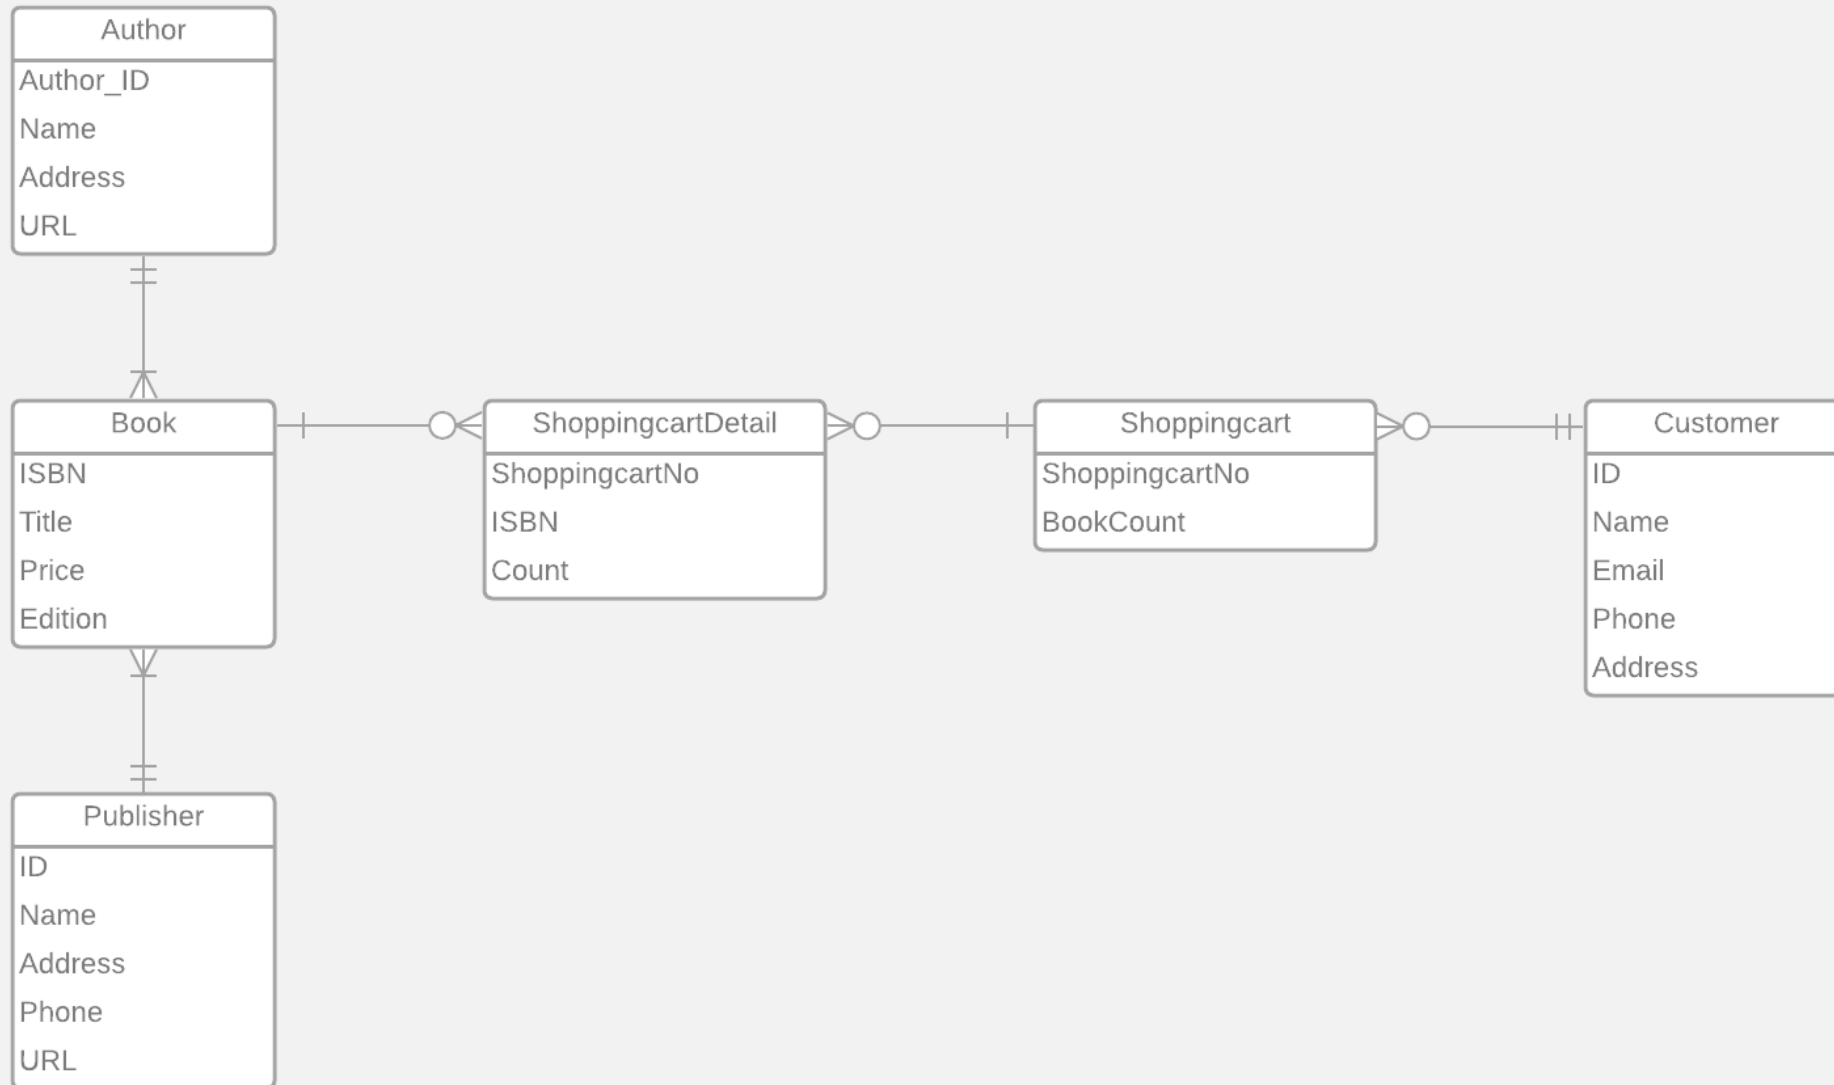 Author
Author_ID
Name
Address
URL
Book
ISBN
Title
Price
Edition
ShoppingcartDetail
ShoppingcartNo
ISBN
Count
Shoppingcart
ShoppingcartNo
BookCount
Customer
ID
Name
Email
Phone
Address
Publisher
ID
Name
Address
Phone
URL